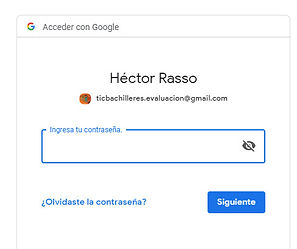 Acceder con Google
Héctor Rasso
ticbachilleres.evaluacion@gmail.com
Ingresa tu contraseña.
¿Olvidaste la contraseña?
Siguiente